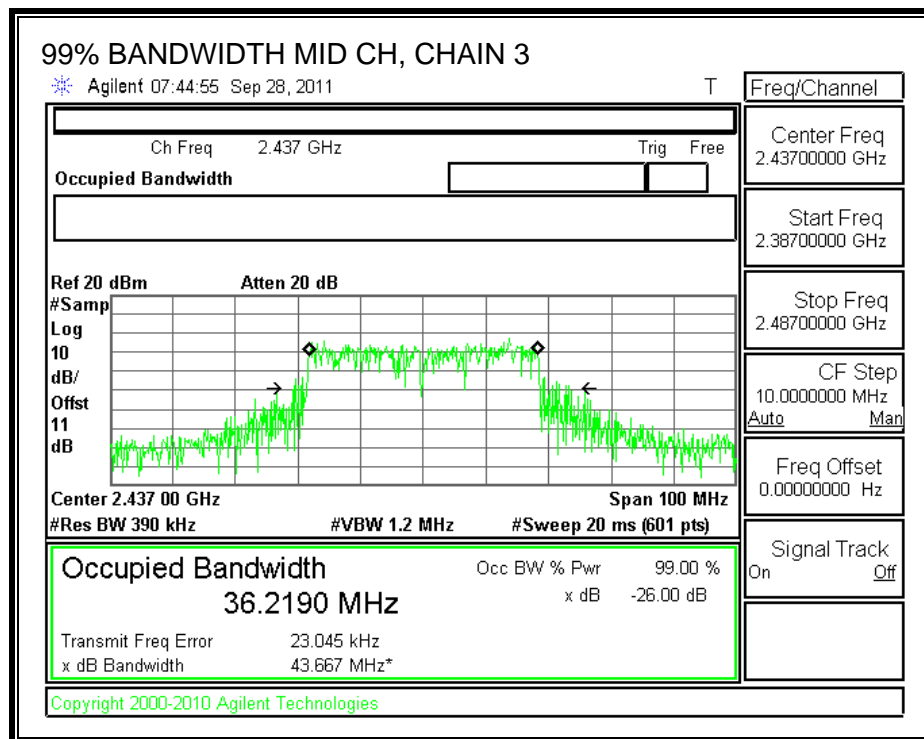 99% BANDWIDTH MID CH, CHAIN 3
Agilent 07:44:55 Sep 28, 2011 T
Freq/Channel
Ch Freq 2.437 GHz Trig Free
Occupied Bandwidth
Center Freq
2.43700000 GHz
Start Freq
2.38700000 GHz
Stop Freq
2.48700000 GHz
CF Step
10.0000000 MHz
Auto Man
Freq Offset
0.00000000 Hz
Signal Track
On Off
Ref 20 dBm Atten 20 dB
#Samp
Log
10
dB/
Offst
11
dB
Center 2.437 00 GHz Span 100 MHz
#Res BW 390 kHz #VBW 1.2 MHz #Sweep 20 ms (601 pts)
Occupied Bandwidth Occ BW % Pwr 99.00 %
36.2190 MHz x dB -26.00 dB
Transmit Freq Error 23.045 kHz
x dB Bandwidth 43.667 MHz*
Copyright 2000-2010 Agilent Technologies